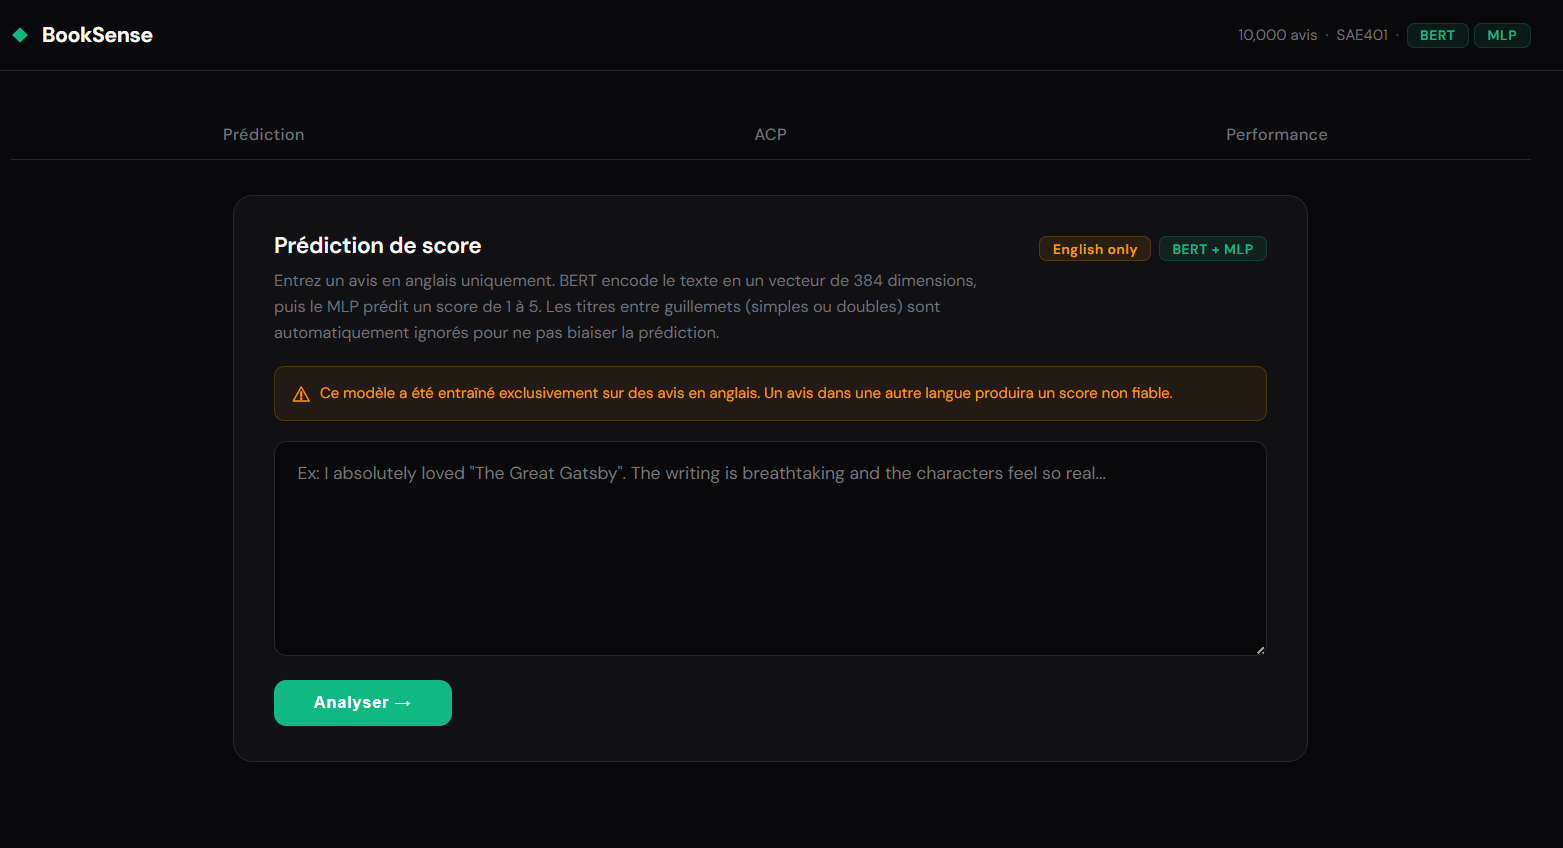 BookSense
10,000 avis · SAE401 · BERT MLP
Prédiction ACP Performance
Prédiction de score
English only BERT + MLP
Entrez un avis en anglais uniquement. BERT encode le texte en un vecteur de 384 dimensions,
puis le MLP prédit un score de 1 à 5. Les titres entre guillemets (simples ou doubles) sont
automatiquement ignorés pour ne pas biaiser la prédiction.
Ce modèle a été entraîné exclusivement sur des avis en anglais. Un avis dans une autre langue produira un score non fiable.
Ex: I absolutely loved "The Great Gatsby". The writing is breathtaking and the characters feel so real...
Analyser →